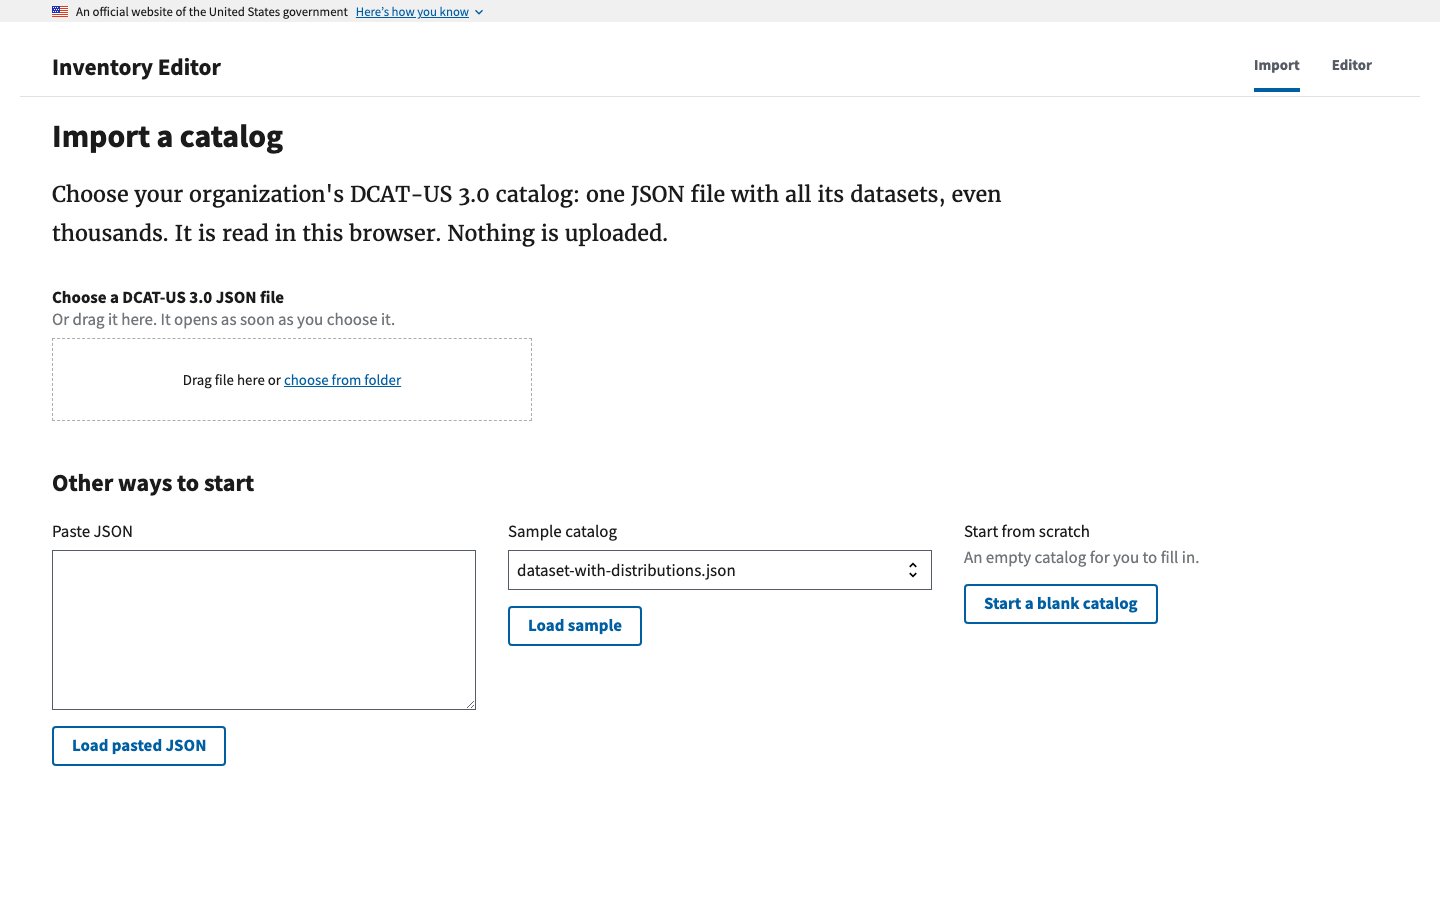 An official website of the United States government Here's how you know
Inventory Editor
Import Editor
Import a catalog
Choose your organization's DCAT-US 3.0 catalog: one JSON file with all its datasets, even
thousands. It is read in this browser. Nothing is uploaded.
Choose a DCAT-US 3.0 JSON file
Or drag it here. It opens as soon as you choose it.
Drag file here or choose from folder
Other ways to start
Paste JSON
Load pasted JSON
Sample catalog
dataset-with-distributions.json
Load sample
Start from scratch
An empty catalog for you to fill in.
Start a blank catalog